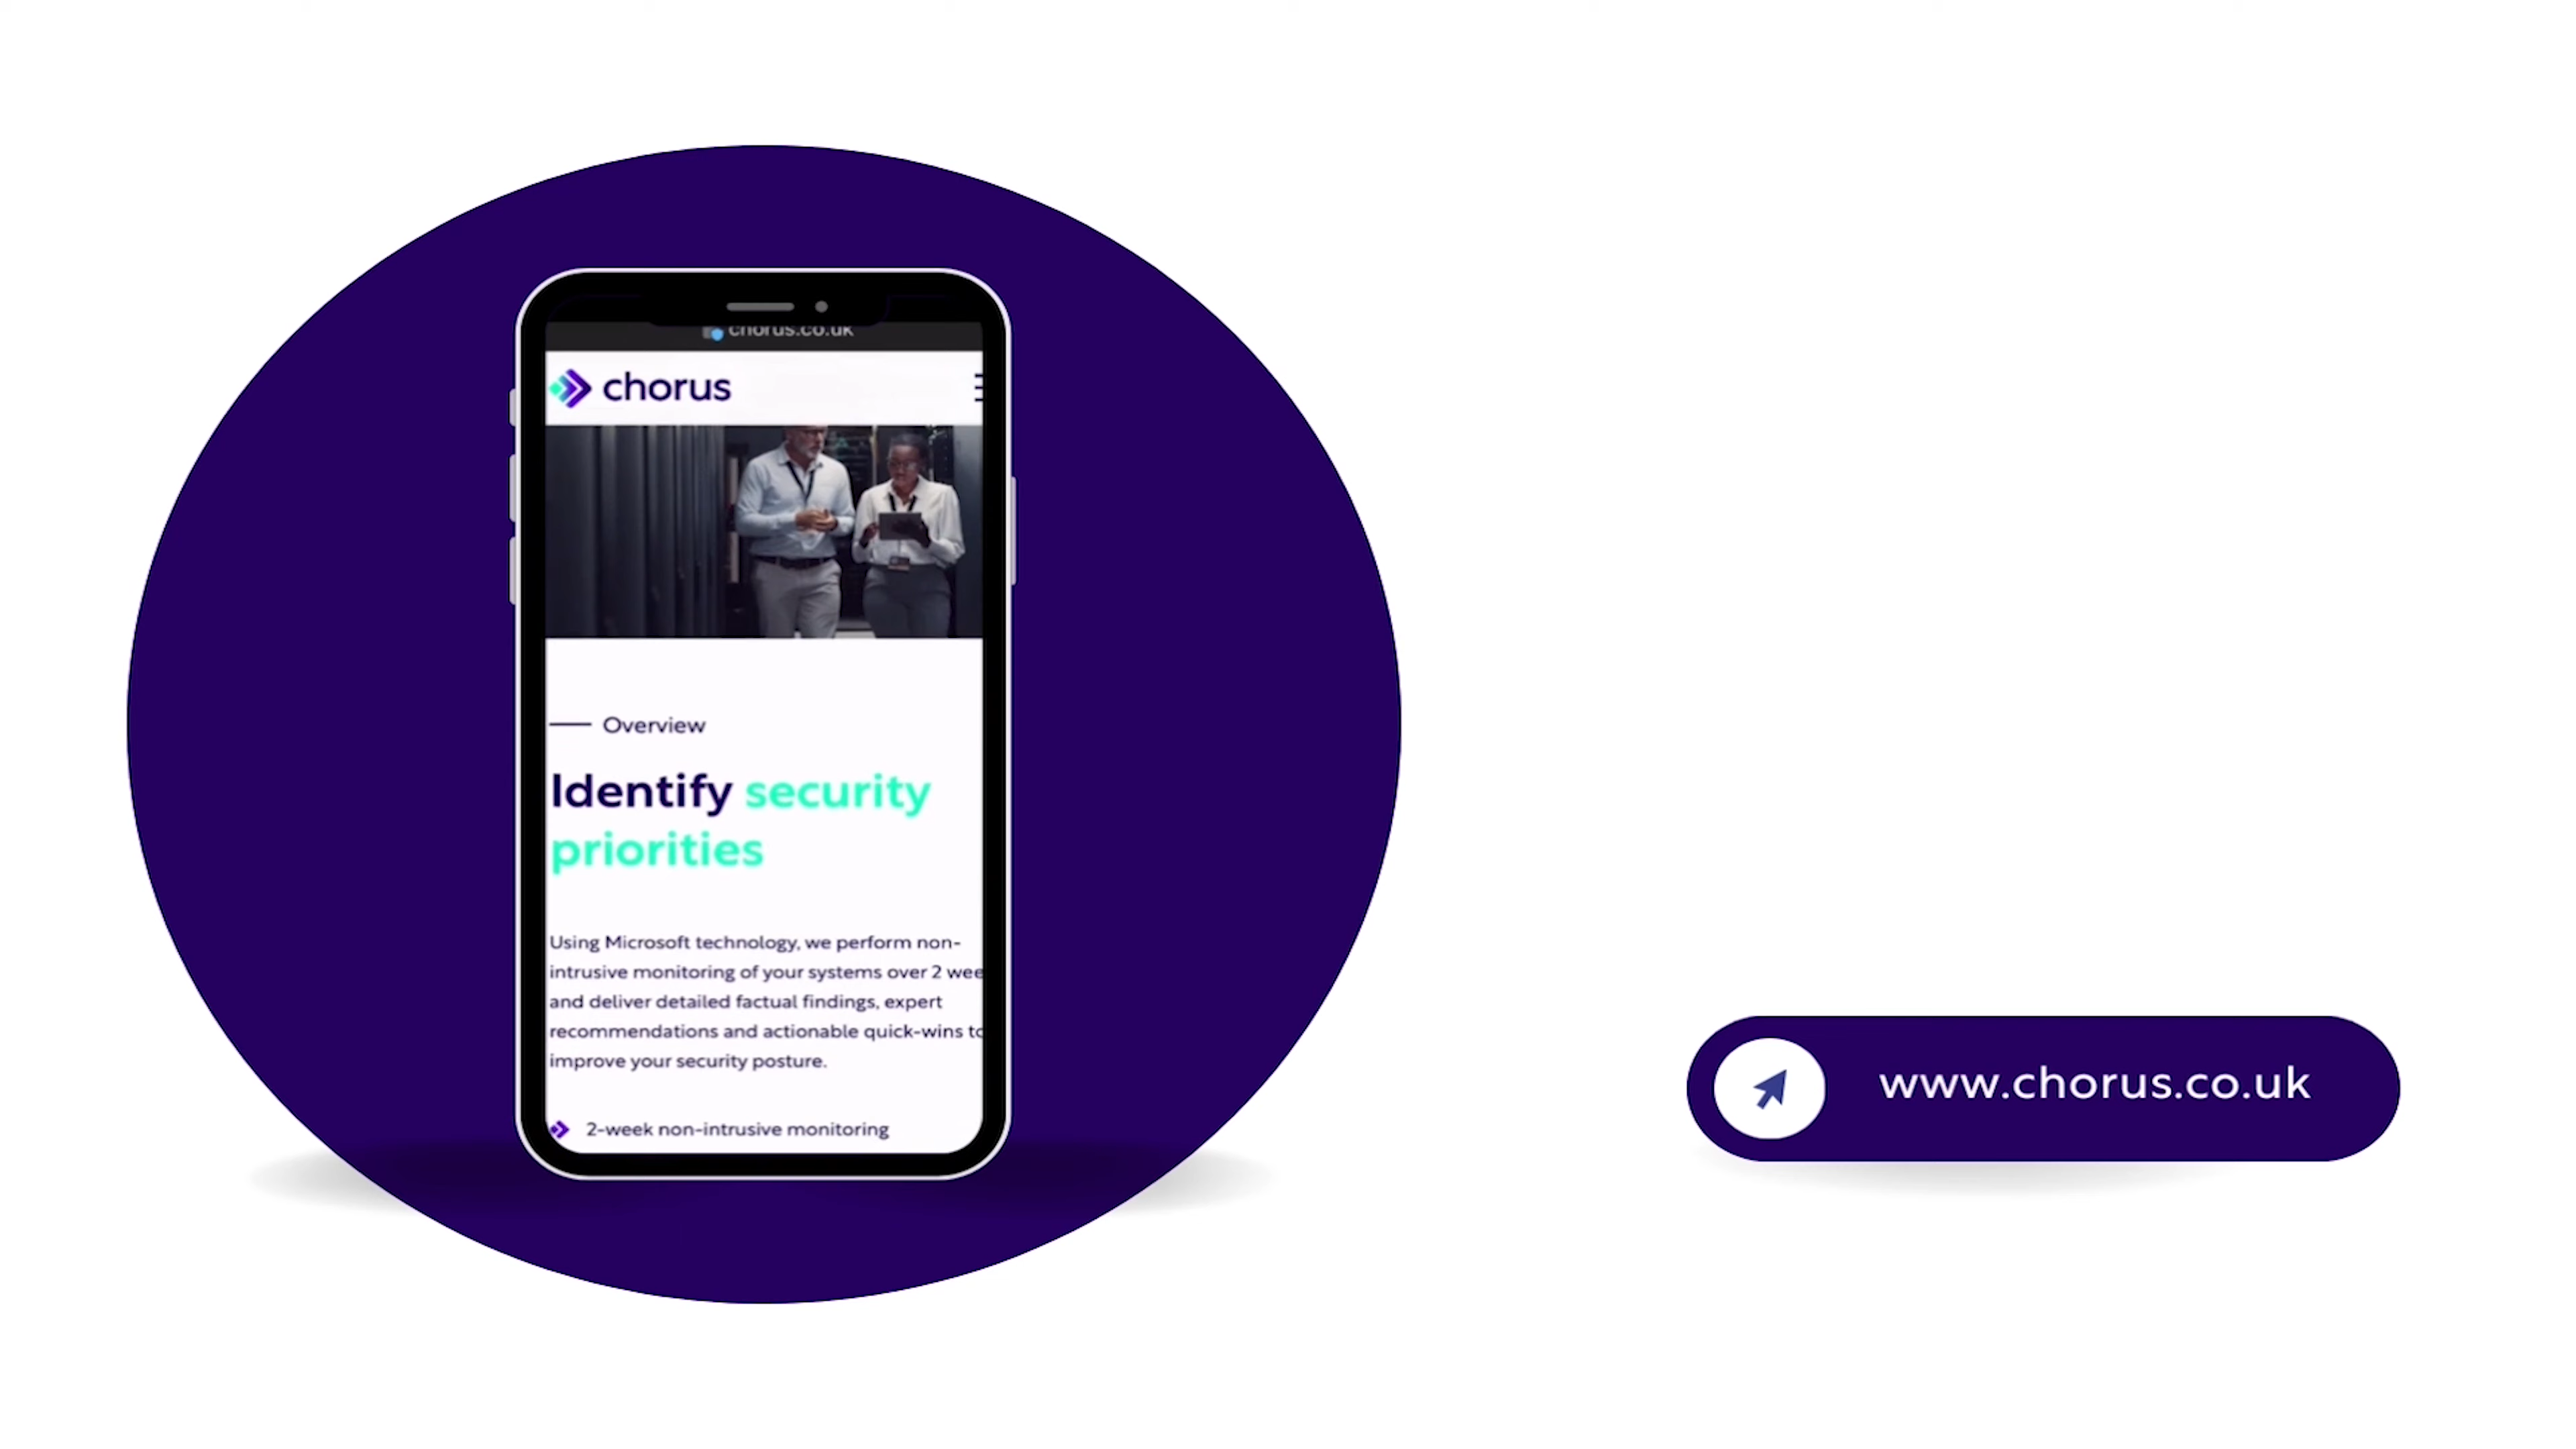 chorus.co.uk
chorus
Overview
Identify security
priorities
Using Microsoft technology, we perform non-
intrusive monitoring of your systems over 2 wee
and deliver detailed factual findings, expert
recommendations and actionable quick-wins to
improve your security posture.
2-week non-intrusive monitoring
www.chorus.co.uk